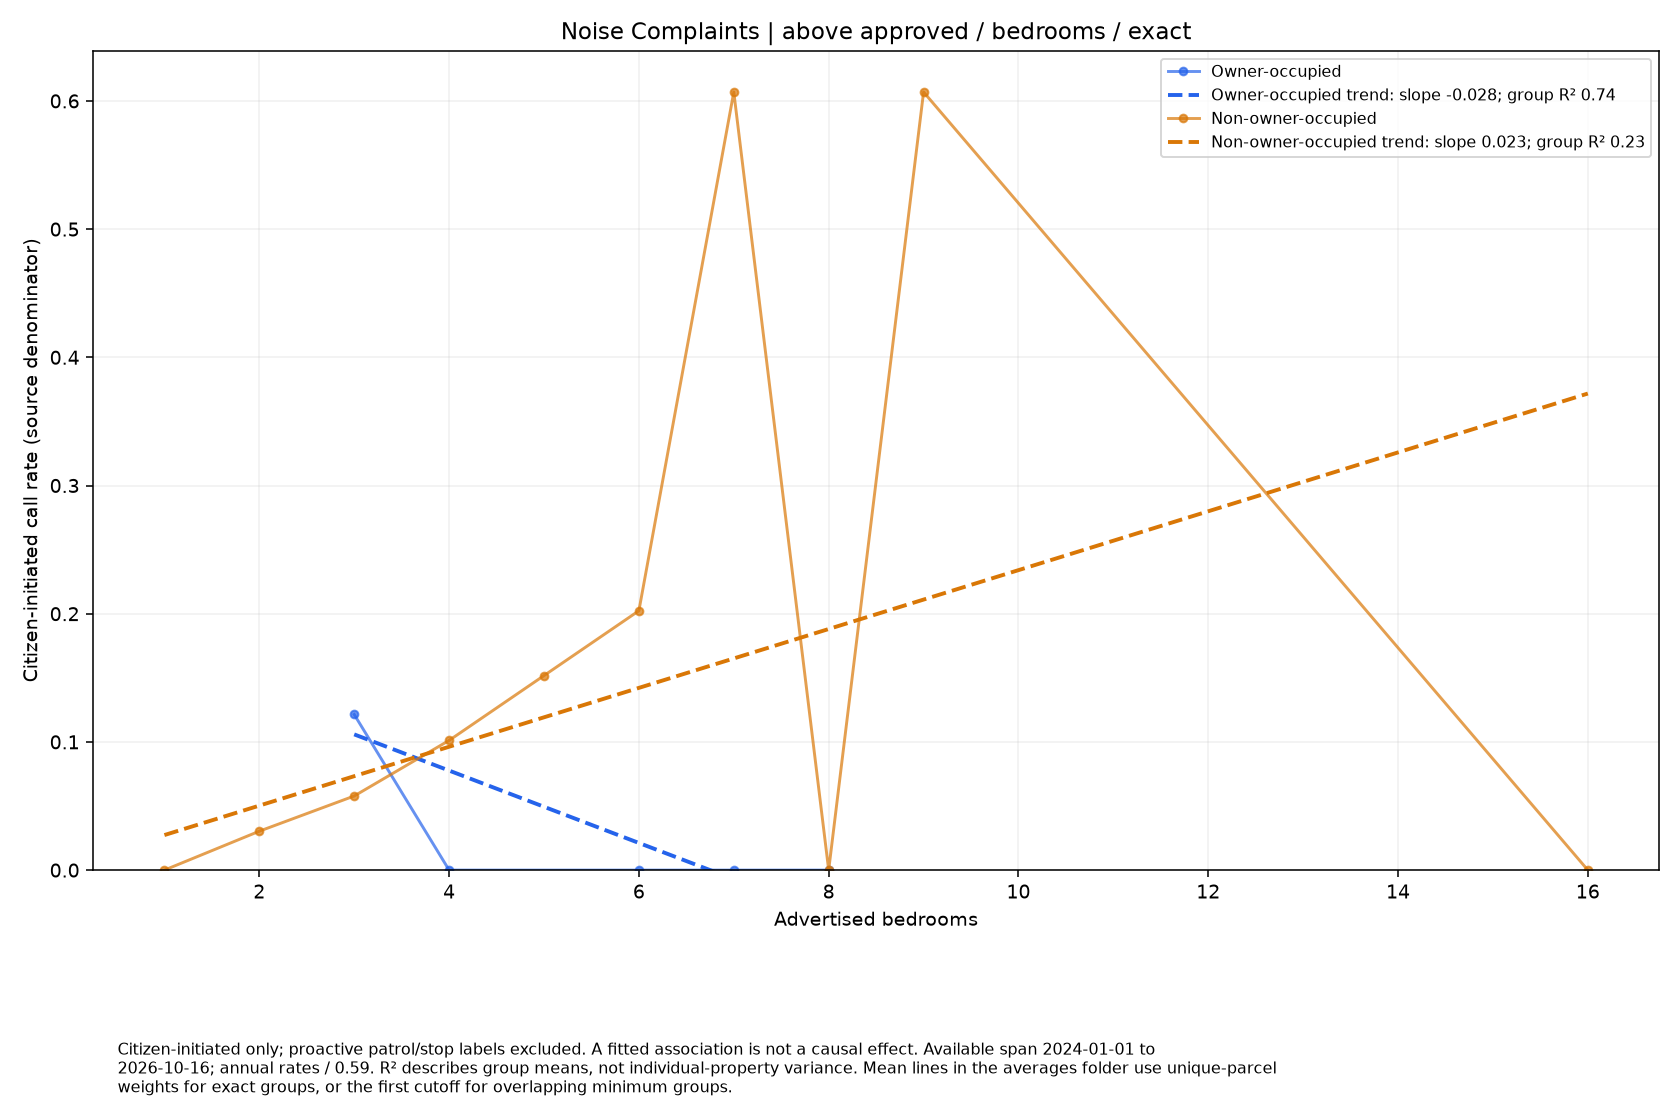 Noise Complaints | above approved / bedrooms / exact
Owner-occupied
Owner-occupied trend: slope -0.028; group R² 0.74
Non-owner-occupied
Non-owner-occupied trend: slope 0.023; group R² 0.23
Citizen-initiated call rate (source denominator)
0.6
0.5
0.4
0.3
0.2
0.1
0.0
2 4 6 8 10 12 14 16
Advertised bedrooms
Citizen-initiated only; proactive patrol/stop labels excluded. A fitted association is not a causal effect. Available span 2024-01-01 to
2026-10-16; annual rates / 0.59. R² describes group means, not individual-property variance. Mean lines in the averages folder use unique-parcel
weights for exact groups, or the first cutoff for overlapping minimum groups.